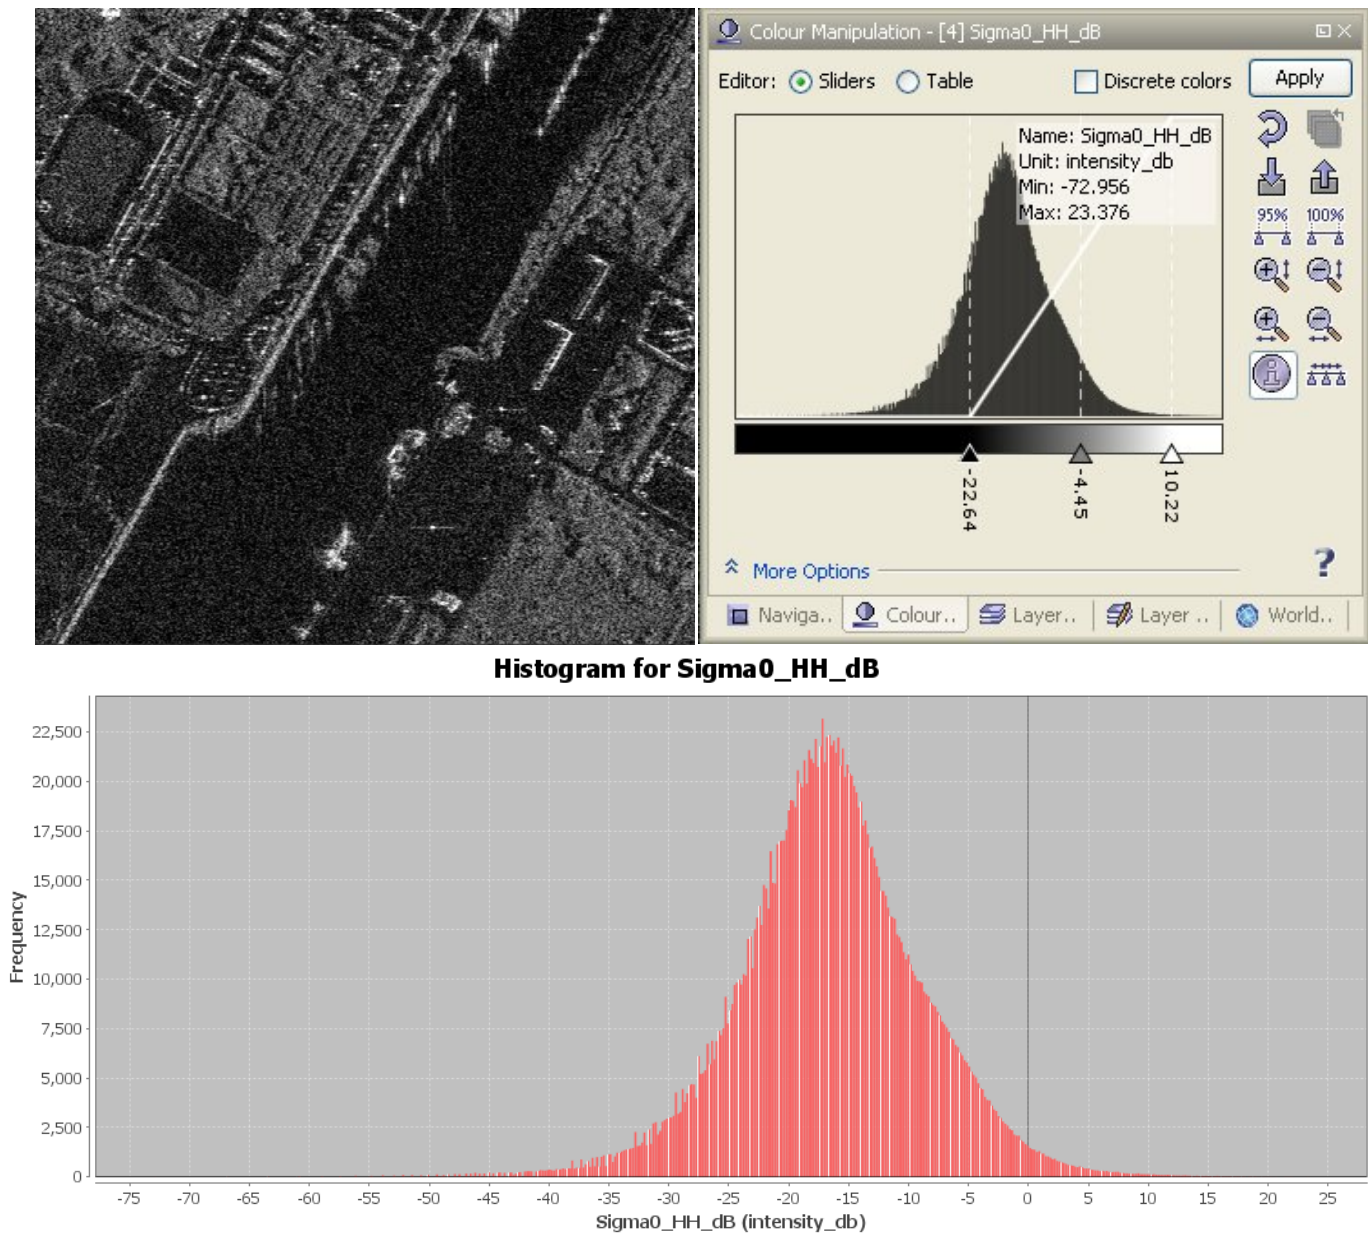 Colour Manipulation - [4] Sigma0_HH_dB
Editor: Sliders Table Discrete colors Apply
Name: Sigma0_HH_dB
Unit: intensity_db
Min: -72.956
Max: 23.376
95% 100%
-22.64 -4.45 10.22
More Options ?
Naviga.. Colour.. Layer.. Layer .. World..
Histogram for Sigma0_HH_dB
22,500
20,000
17,500
15,000
12,500
10,000
7,500
5,000
2,500
0
Frequency
-75 -70 -65 -60 -55 -50 -45 -40 -35 -30 -25 -20 -15 -10 -5 0 5 10 15 20 25
Sigma0_HH_dB (intensity_db)